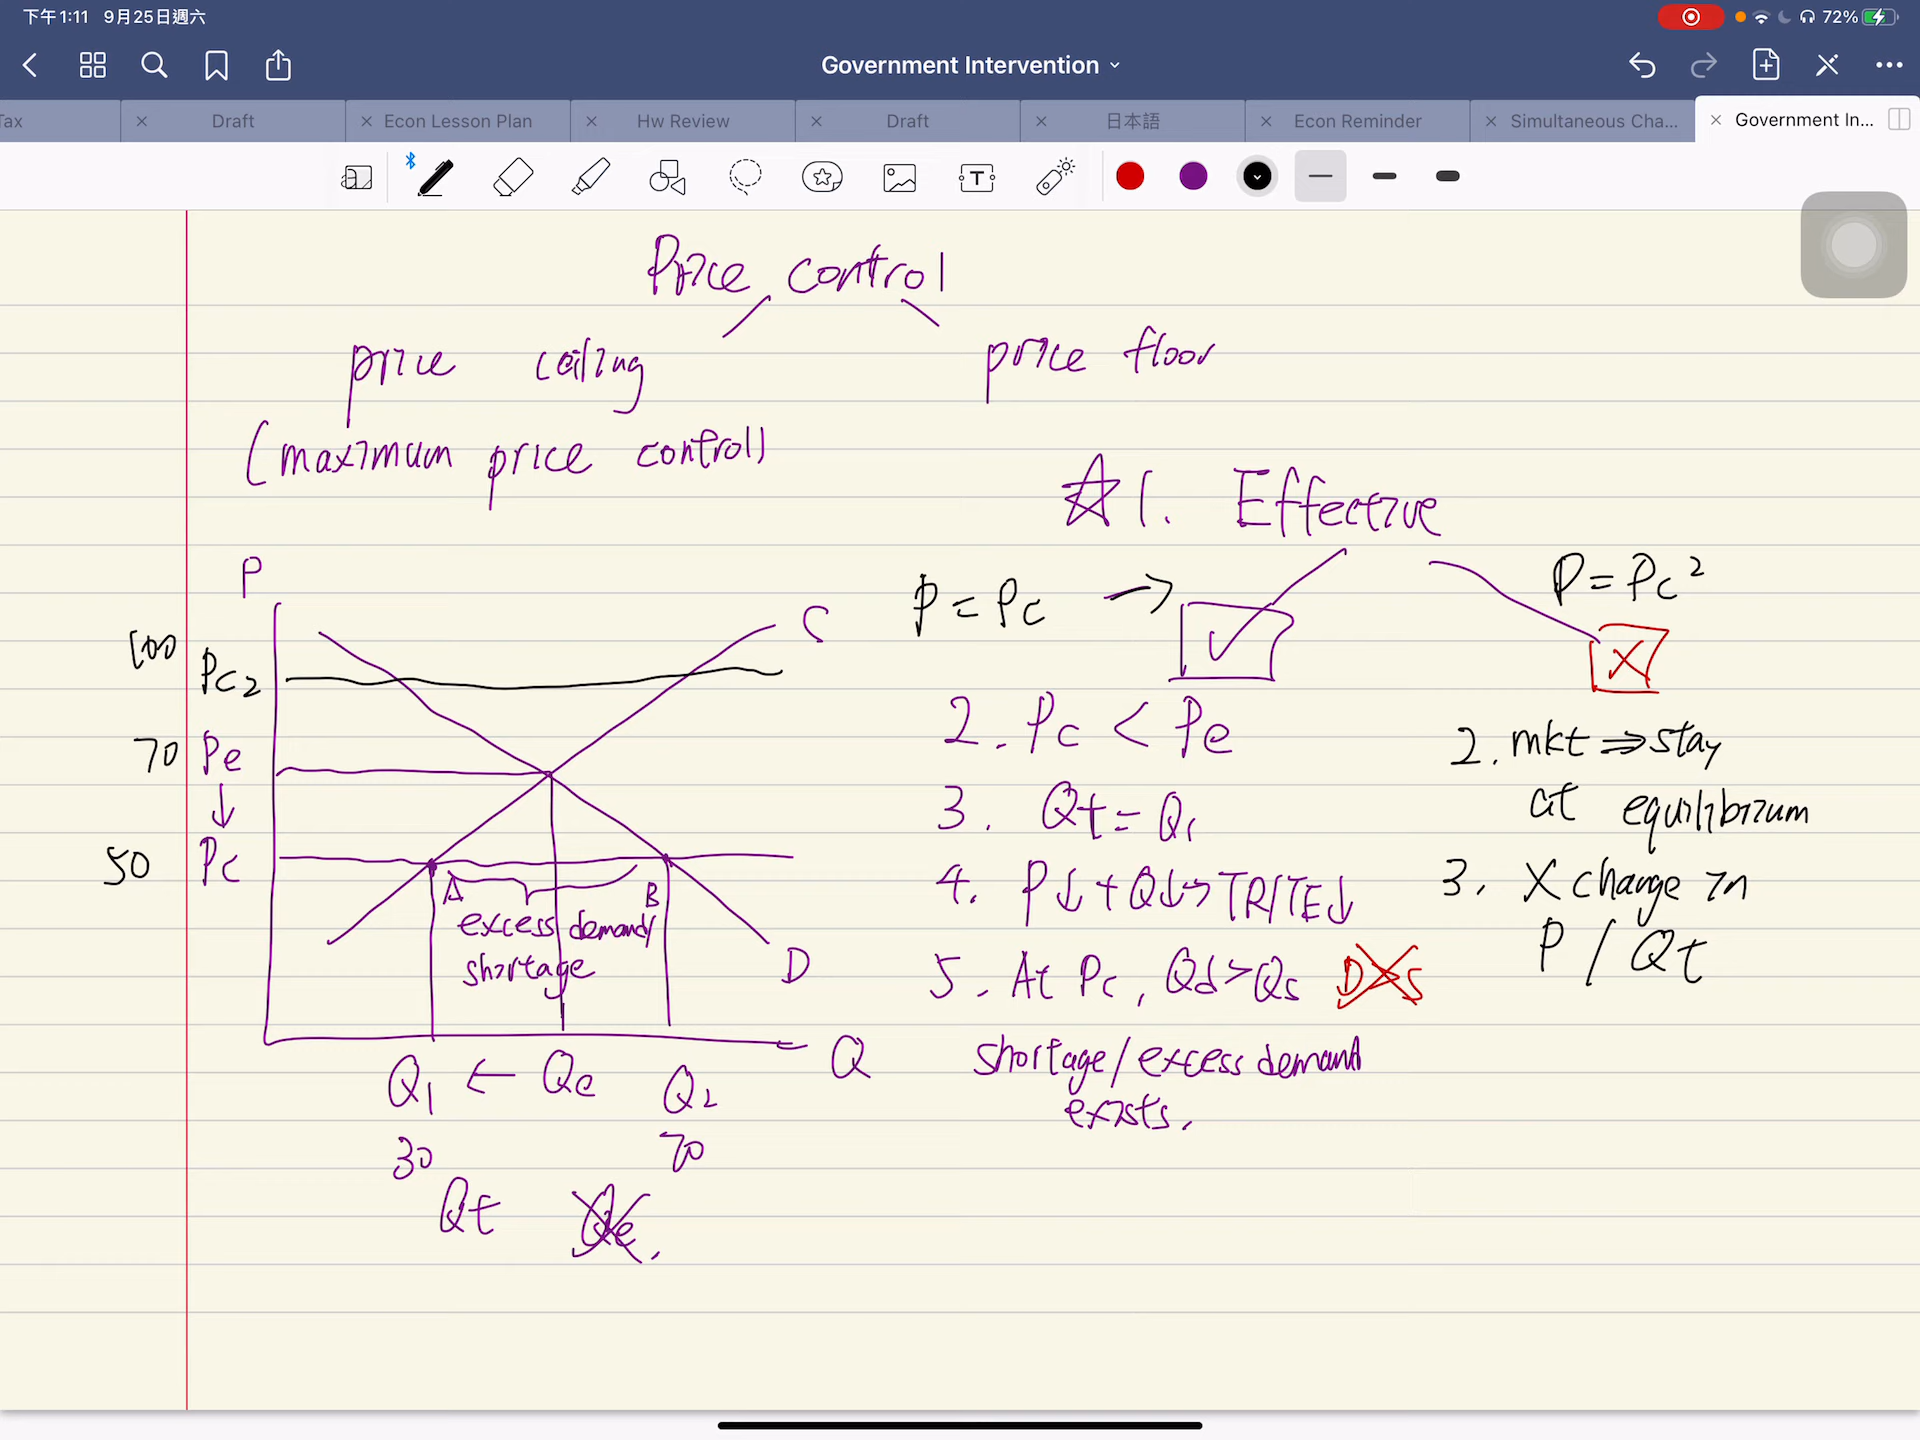 下午1:11 9月25日週六
72%
Government Intervention
Tax
Draft
Econ Lesson Plan
Hw Review
Draft
日本語
Econ Reminder
Simultaneous Cha...
Government In...
Price control
price ceiling
price floor
(maximum price control)
☆1. Effective
P
S
100
Pc2
70 Pe
↓
50 Pc
A
B
excess demand/
shortage
D
Q1 ← Qe Q2
Q
30 70
Qt Qe.
P = Pc →
✓
2. Pc < Pe
3. Qt = Q1
4. P↓ + Q↓ → TR/TE↓
5. At Pc, Qd > Qs D>S
shortage/excess demand
exists.
P = Pc2
X
2. mkt ⇒ stay
at equilibrium
3. X change in
P / Qt